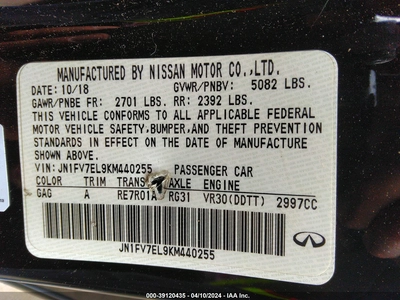 MANUFACTURED BY NISSAN MOTOR CO.,LTD.
DATE: 10/18 GVWR/PNBV: 5082 LBS.
GAWR/PNBE FR: 2701 LBS. RR: 2392 LBS.
THIS VEHICLE CONFORMS TO ALL APPLICABLE FEDERAL
MOTOR VEHICLE SAFETY, BUMPER, AND THEFT PREVENTION
STANDARDS IN EFFECT ON THE DATE OF MANUFACTURE
SHOWN ABOVE.
VIN: JN1FV7EL9KM440255 PASSENGER CAR
COLOR TRIM TRANS AXLE ENGINE
GAG A RE7R01A RG31 VR30(DDTT) 2997CC
JN1FV7EL9KM440255
000-39120435 - 04/10/2024 - IAA Inc.